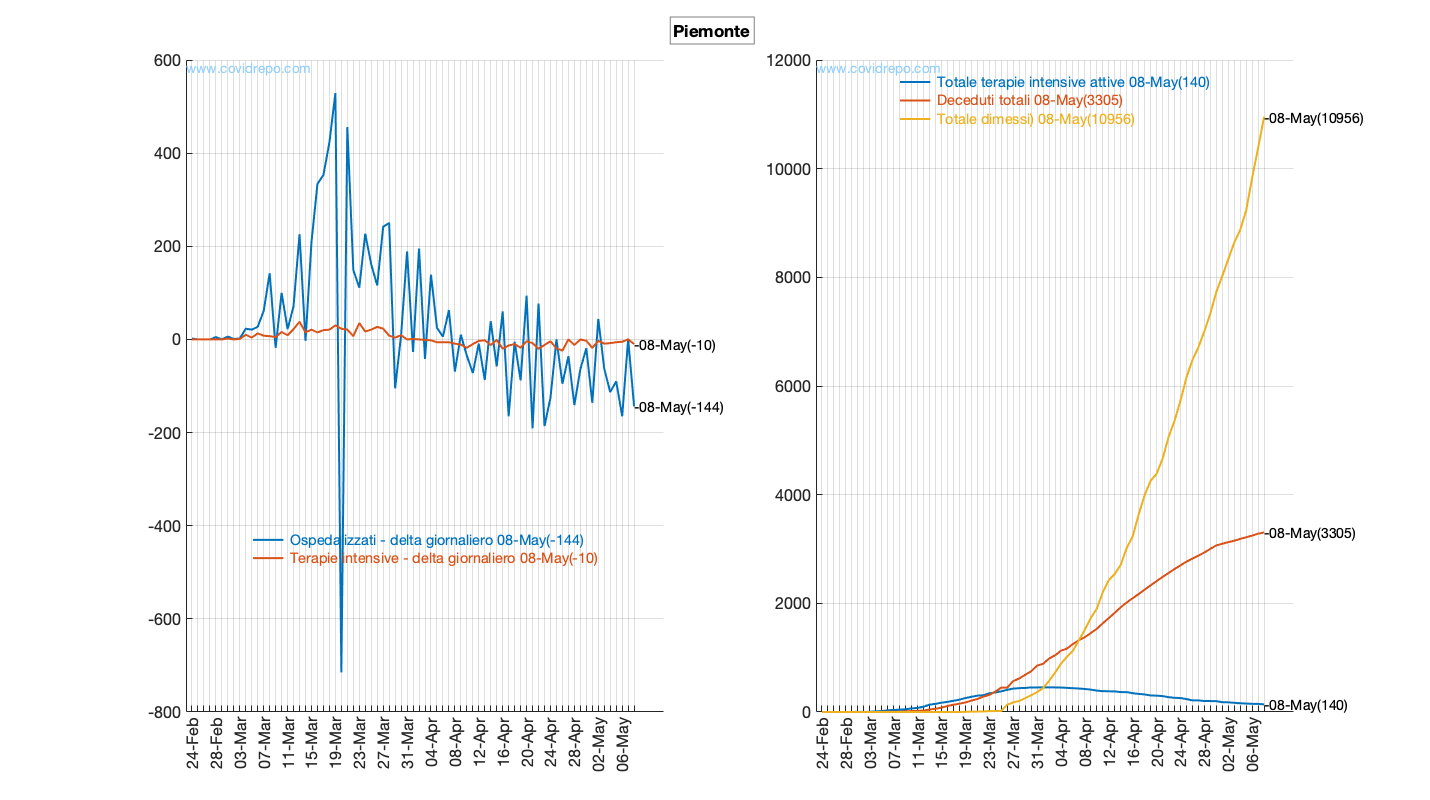 Piemonte
www.covidrepo.com
600
400
200
0
-200
-400
-600
-800
-08-May(-10)
-08-May(-144)
Ospedalizzati - delta giornaliero 08-May(-144)
Terapie intensive - delta giornaliero 08-May(-10)
24-Feb
28-Feb
03-Mar
07-Mar
11-Mar
15-Mar
19-Mar
23-Mar
27-Mar
31-Mar
04-Apr
08-Apr
12-Apr
16-Apr
20-Apr
24-Apr
28-Apr
02-May
06-May
www.covidrepo.com
12000
10000
8000
6000
4000
2000
0
Totale terapie intensive attive 08-May(140)
Deceduti totali 08-May(3305)
Totale dimessi) 08-May(10956)
-08-May(10956)
-08-May(3305)
-08-May(140)
24-Feb
28-Feb
03-Mar
07-Mar
11-Mar
15-Mar
19-Mar
23-Mar
27-Mar
31-Mar
04-Apr
08-Apr
12-Apr
16-Apr
20-Apr
24-Apr
28-Apr
02-May
06-May